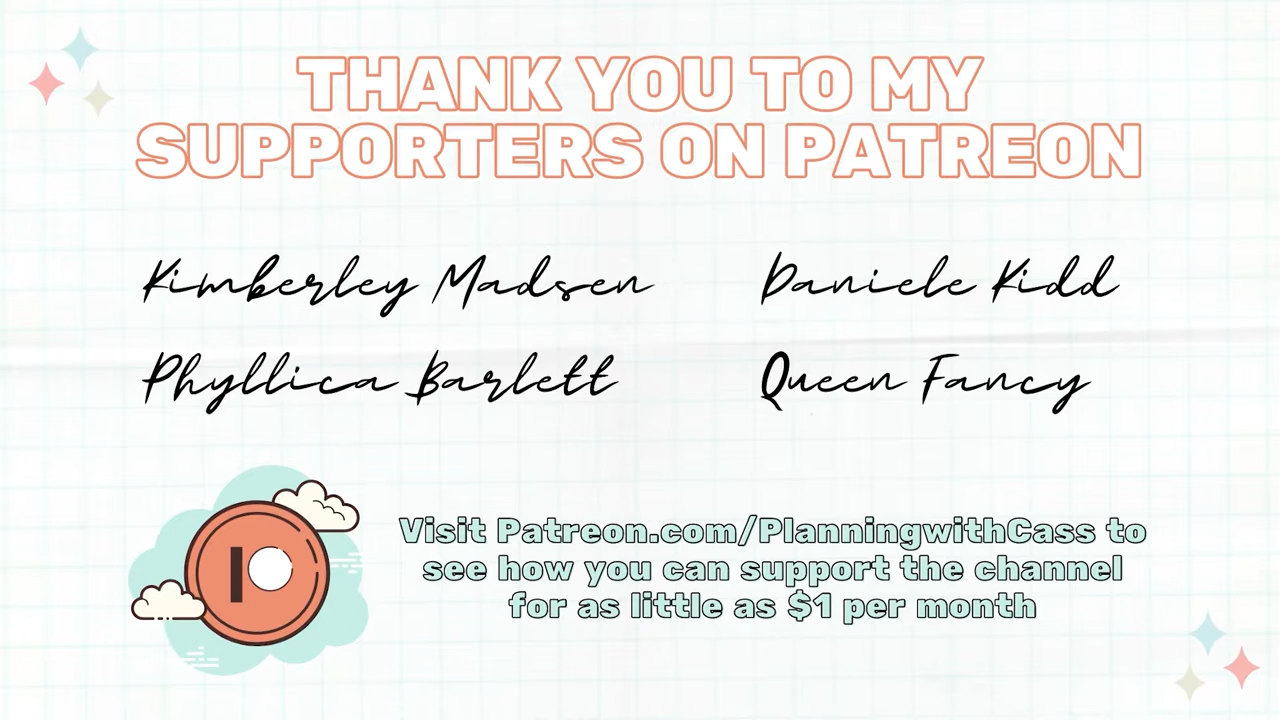 THANK YOU TO MY
SUPPORTERS ON PATREON
Kimberley Madsen
Daniele Kidd
Phyllica Barlett
Queen Fancy
Visit Patreon.com/PlanningwithCass to
see how you can support the channel
for as little as $1 per month